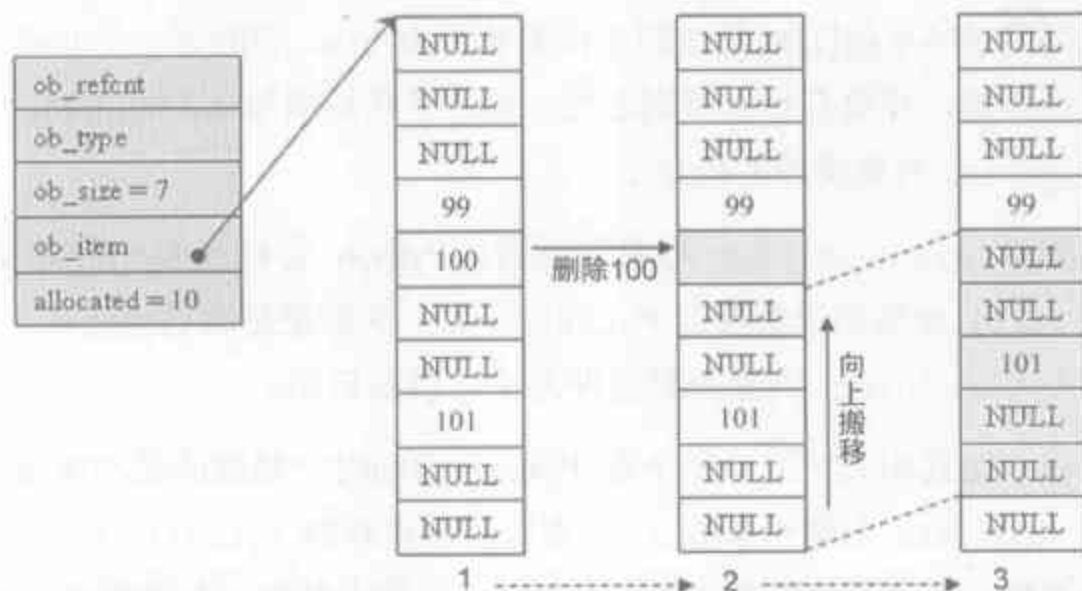 ob_refcnt
ob_type
ob_size = 7
ob_item
allocated = 10
NULL
NULL
NULL
99
100
NULL
NULL
101
NULL
NULL
1
删除100
NULL
NULL
NULL
99
NULL
NULL
101
NULL
NULL
2
向上搬移
NULL
NULL
NULL
99
NULL
NULL
101
NULL
NULL
NULL
3